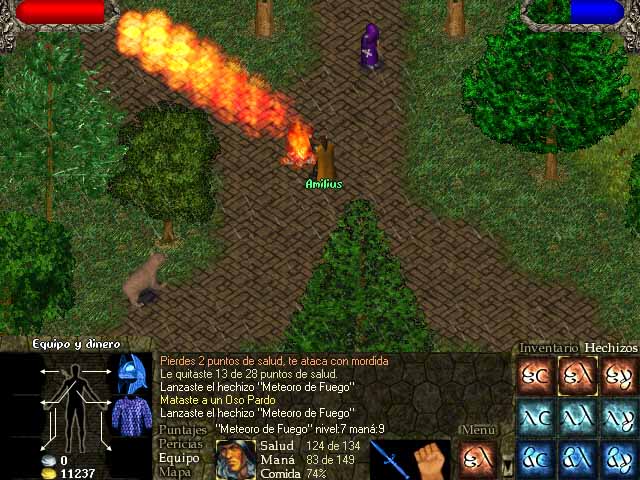 Amilius
Equipo y dinero
Inventario Hechizos
Pierdes 2 puntos de salud, te ataca con mordida
Le quitaste 13 de 28 puntos de salud.
Lanzaste el hechizo "Meteoro de Fuego"
Mataste a un Oso Pardo
Lanzaste el hechizo "Meteoro de Fuego"
Puntajes "Meteoro de Fuego" nivel:7 maná:9 Menú
Pericias
Equipo
Mapa
Salud 124 de 134
Maná 83 de 149
Comida 74%
0
11237